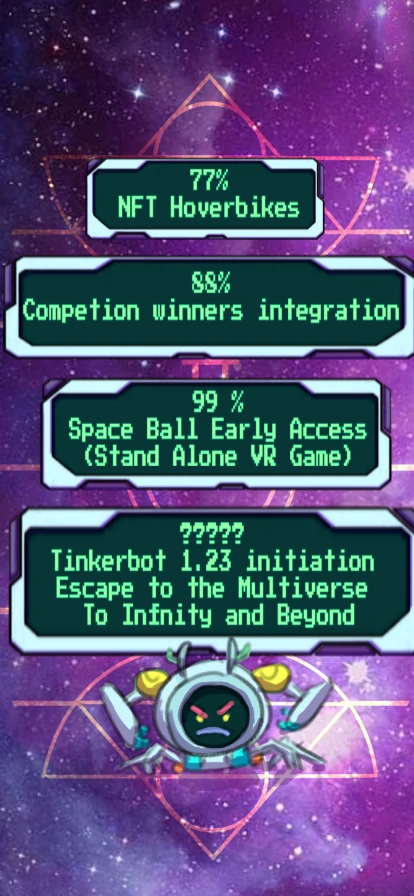 77%
NFT Hoverbikes
88%
Competion winners integration
99 %
Space Ball Early Access
(Stand Alone VR Game)
?????
Tinkerbot 1.23 initiation
Escape to the Multiverse
To Infnity and Beyond